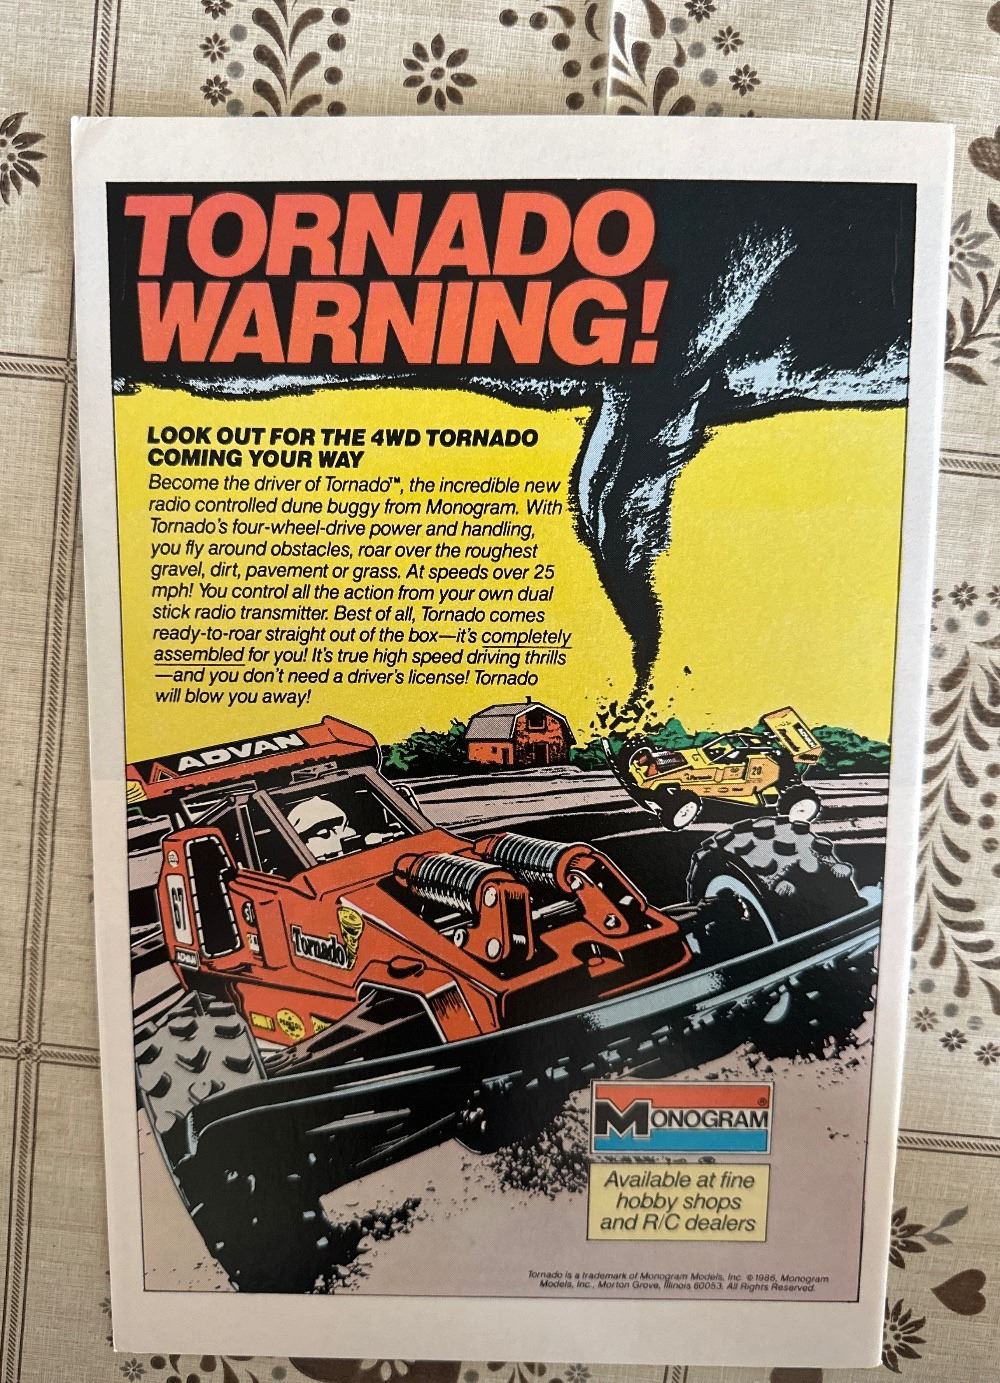 TORNADO
WARNING!
LOOK OUT FOR THE 4WD TORNADO
COMING YOUR WAY
Become the driver of Tornado™, the incredible new
radio controlled dune buggy from Monogram. With
Tornado's four-wheel-drive power and handling,
you fly around obstacles, roar over the roughest
gravel, dirt, pavement or grass. At speeds over 25
mph! You control all the action from your own dual
stick radio transmitter. Best of all, Tornado comes
ready-to-roar straight out of the box—it's completely
assembled for you! It's true high speed driving thrills
—and you don't need a driver's license! Tornado
will blow you away!
ADVAN
20
67
ADVAN
Tornado
MONOGRAM®
Available at fine
hobby shops
and R/C dealers
Tornado is a trademark of Monogram Models, Inc. © 1986, Monogram
Models, Inc., Morton Grove, Illinois 60053. All Rights Reserved.